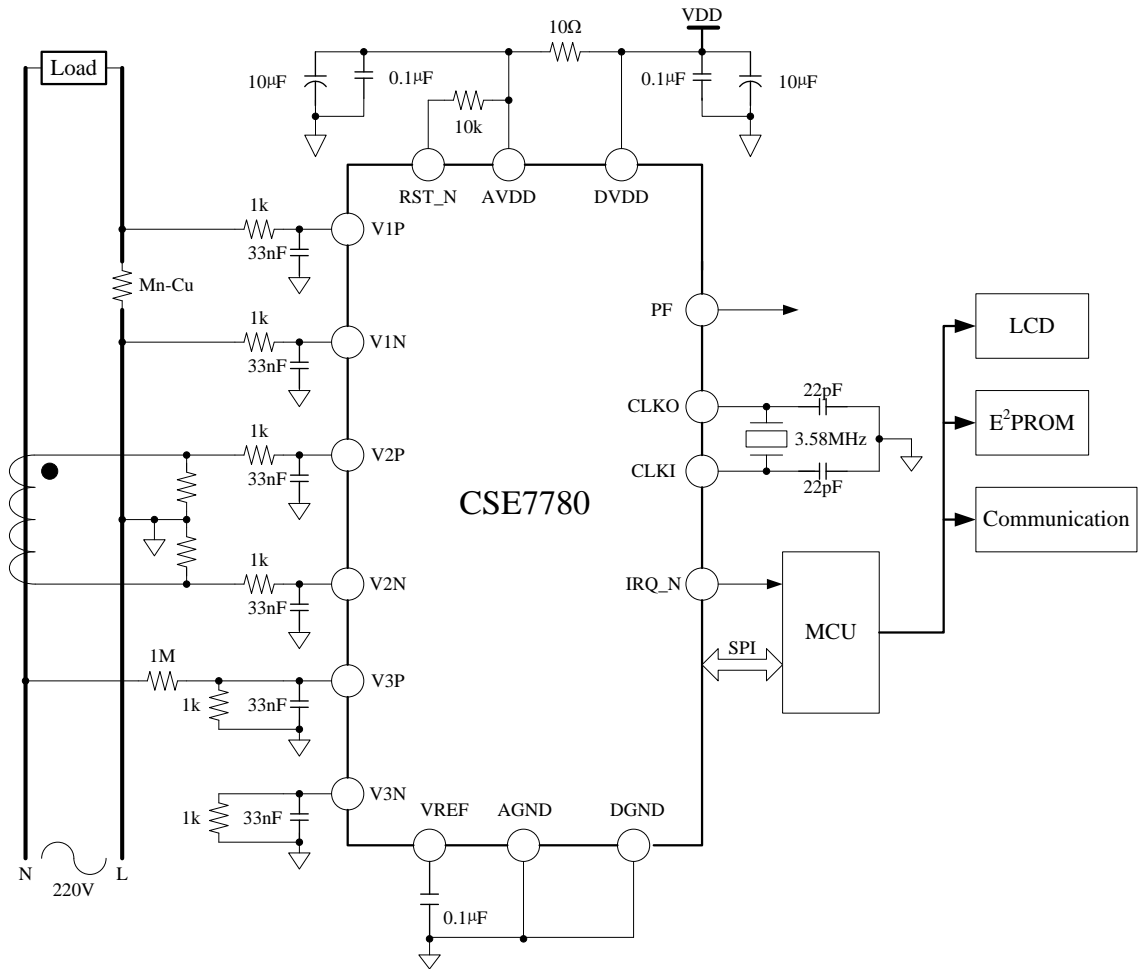 VDD
10Ω
Load
10µF
0.1µF
0.1µF
10µF
10k
RST_N
AVDD
DVDD
1k
33nF
V1P
Mn-Cu
1k
33nF
V1N
PF
LCD
22pF
CLKO
3.58MHz
E²PROM
1k
33nF
V2P
CLKI
22pF
CSE7780
Communication
1k
33nF
V2N
IRQ_N
MCU
SPI
1M
1k
33nF
V3P
1k
33nF
V3N
VREF
AGND
DGND
N
L
220V
0.1µF